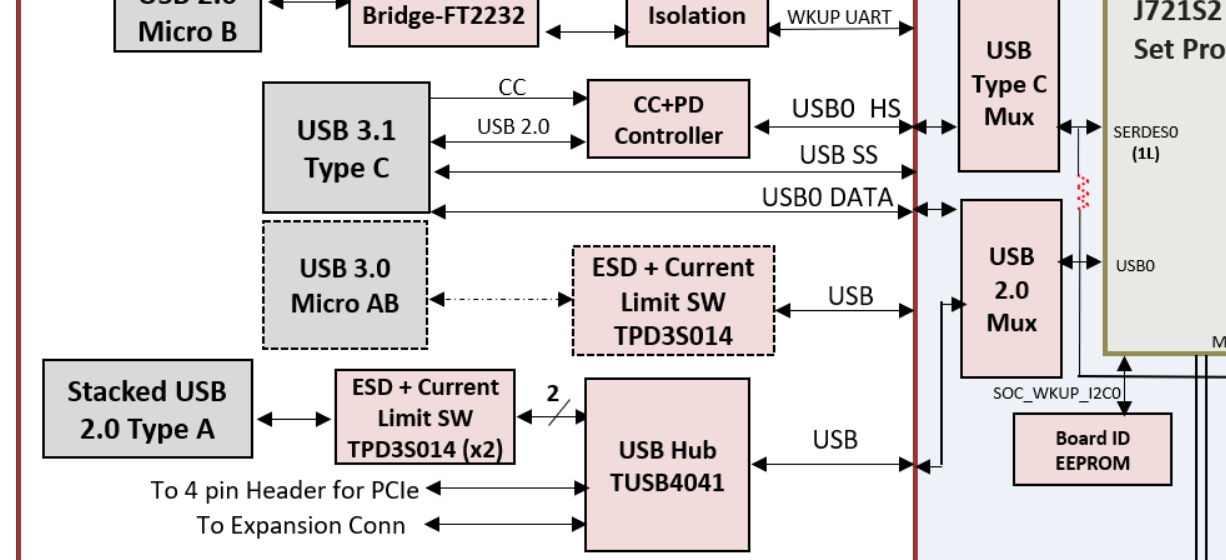 USB 2.0
Micro B
Bridge-FT2232
Isolation
WKUP UART
USB
Type C
Mux
J721S2
Set Pro
USB 3.1
Type C
CC
USB 2.0
CC+PD
Controller
USB0 HS
USB SS
USB0 DATA
SERDES0
(1L)
USB 3.0
Micro AB
ESD + Current
Limit SW
TPD3S014
USB
USB
2.0
Mux
USB0
M
Stacked USB
2.0 Type A
ESD + Current
Limit SW
TPD3S014 (x2)
2
USB Hub
TUSB4041
USB
SOC_WKUP_I2C0
Board ID
EEPROM
To 4 pin Header for PCIe
To Expansion Conn